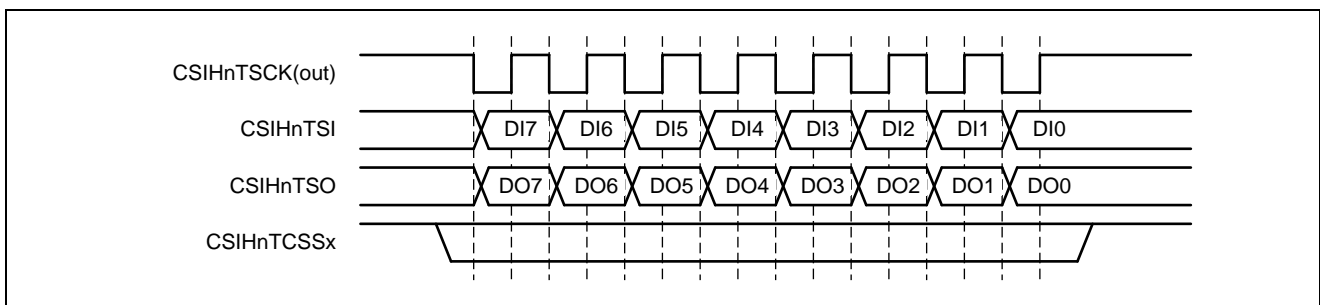 CSIHnTSCK(out)
CSIHnTSI DI7 DI6 DI5 DI4 DI3 DI2 DI1 DI0
CSIHnTSO DO7 DO6 DO5 DO4 DO3 DO2 DO1 DO0
CSIHnTCSSx